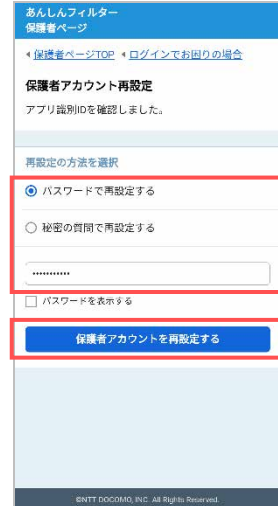 あんしんフィルター
保護者ページ
保護者ページTOP ログインでお困りの場合
保護者アカウント再設定
アプリ識別IDを確認しました。
再設定の方法を選択
パスワードで再設定する
秘密の質問で再設定する
•••••••••••
パスワードを表示する
保護者アカウントを再設定する
©NTT DOCOMO, INC. All Rights Reserved.